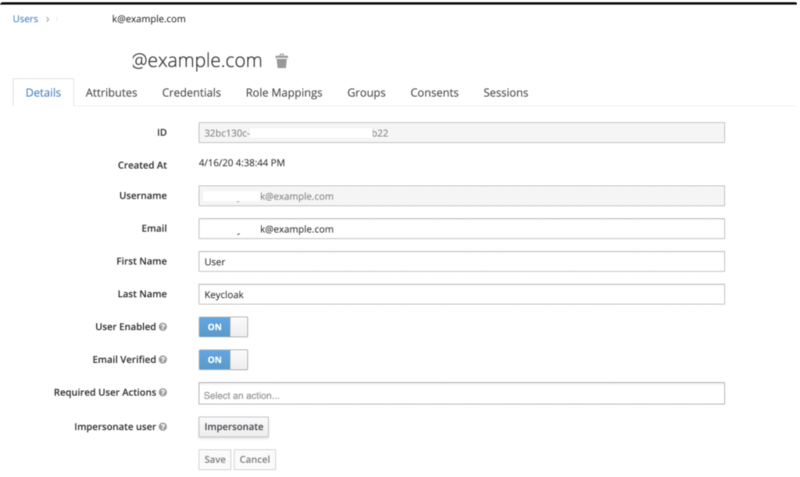 Users > k@example.com
@example.com
Details Attributes Credentials Role Mappings Groups Consents Sessions
ID 32bc130c- b22
Created At 4/16/20 4:38:44 PM
Username k@example.com
Email k@example.com
First Name User
Last Name Keycloak
User Enabled ON
Email Verified ON
Required User Actions Select an action...
Impersonate user Impersonate
Save Cancel